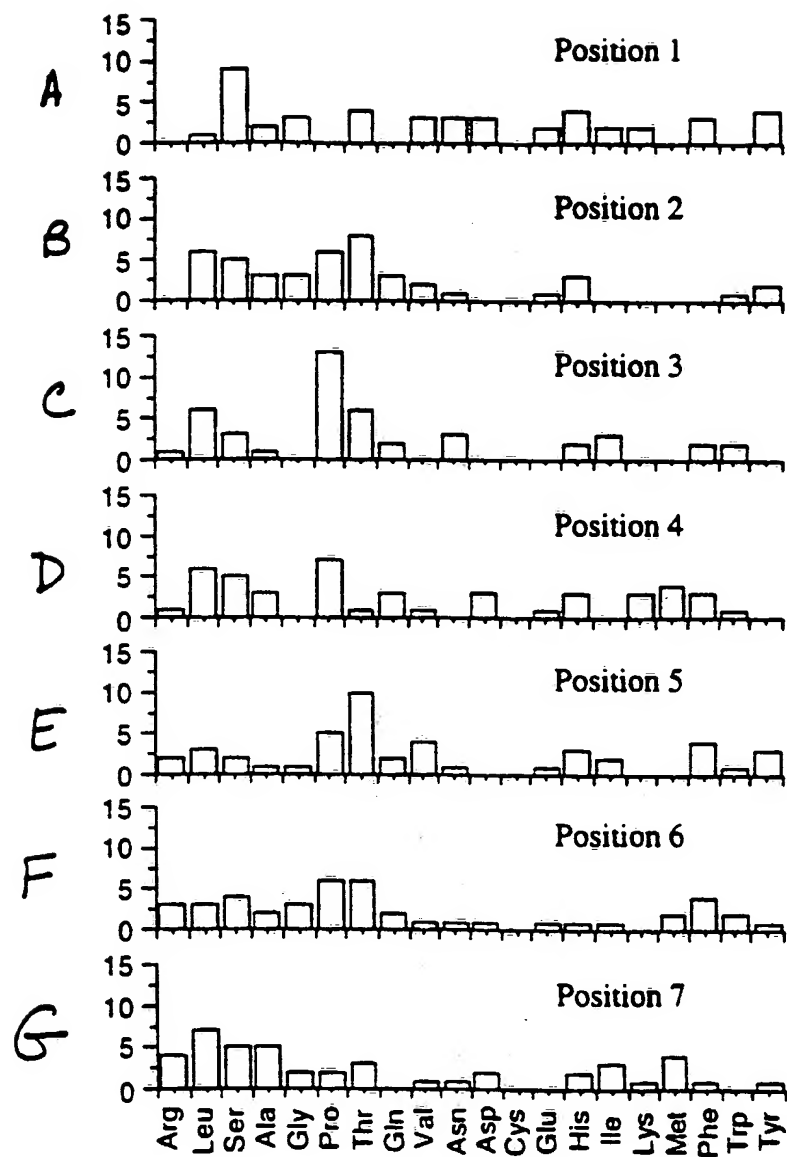 15
10
5
0
A
Position 1
15
10
5
0
B
Position 2
15
10
5
0
C
Position 3
15
10
5
0
D
Position 4
15
10
5
0
E
Position 5
15
10
5
0
F
Position 6
15
10
5
0
G
Position 7
Arg Leu Ser Ala Gly Pro Thr Gln Val Asn Asp Cys Glu His Ile Lys Met Phe Trp Tyr